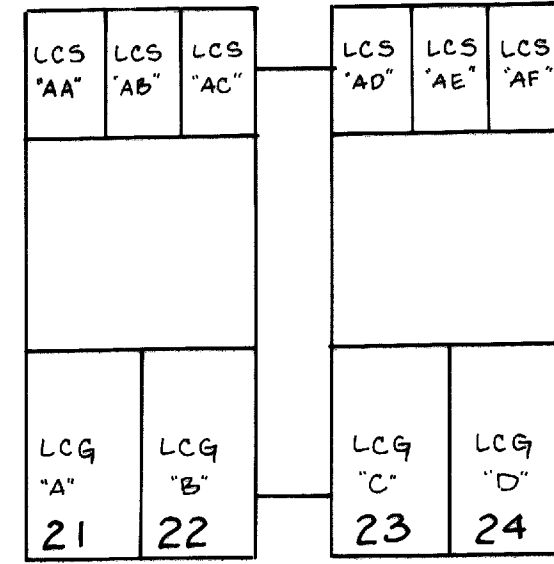 LCS LCS LCS LCS LCS LCS
"AA" "AB" "AC" "AD" "AE" "AF"
LCG LCG LCG LCG
"A" "B" "C" "D"
21 22 23 24